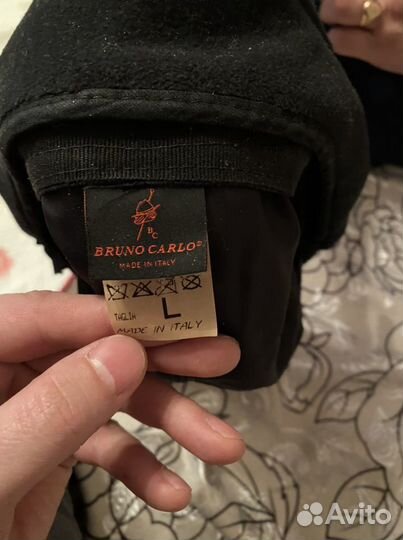 BC
BRUNO CARLO®
MADE IN ITALY
TAGLIA L
MADE IN ITALY
Avito